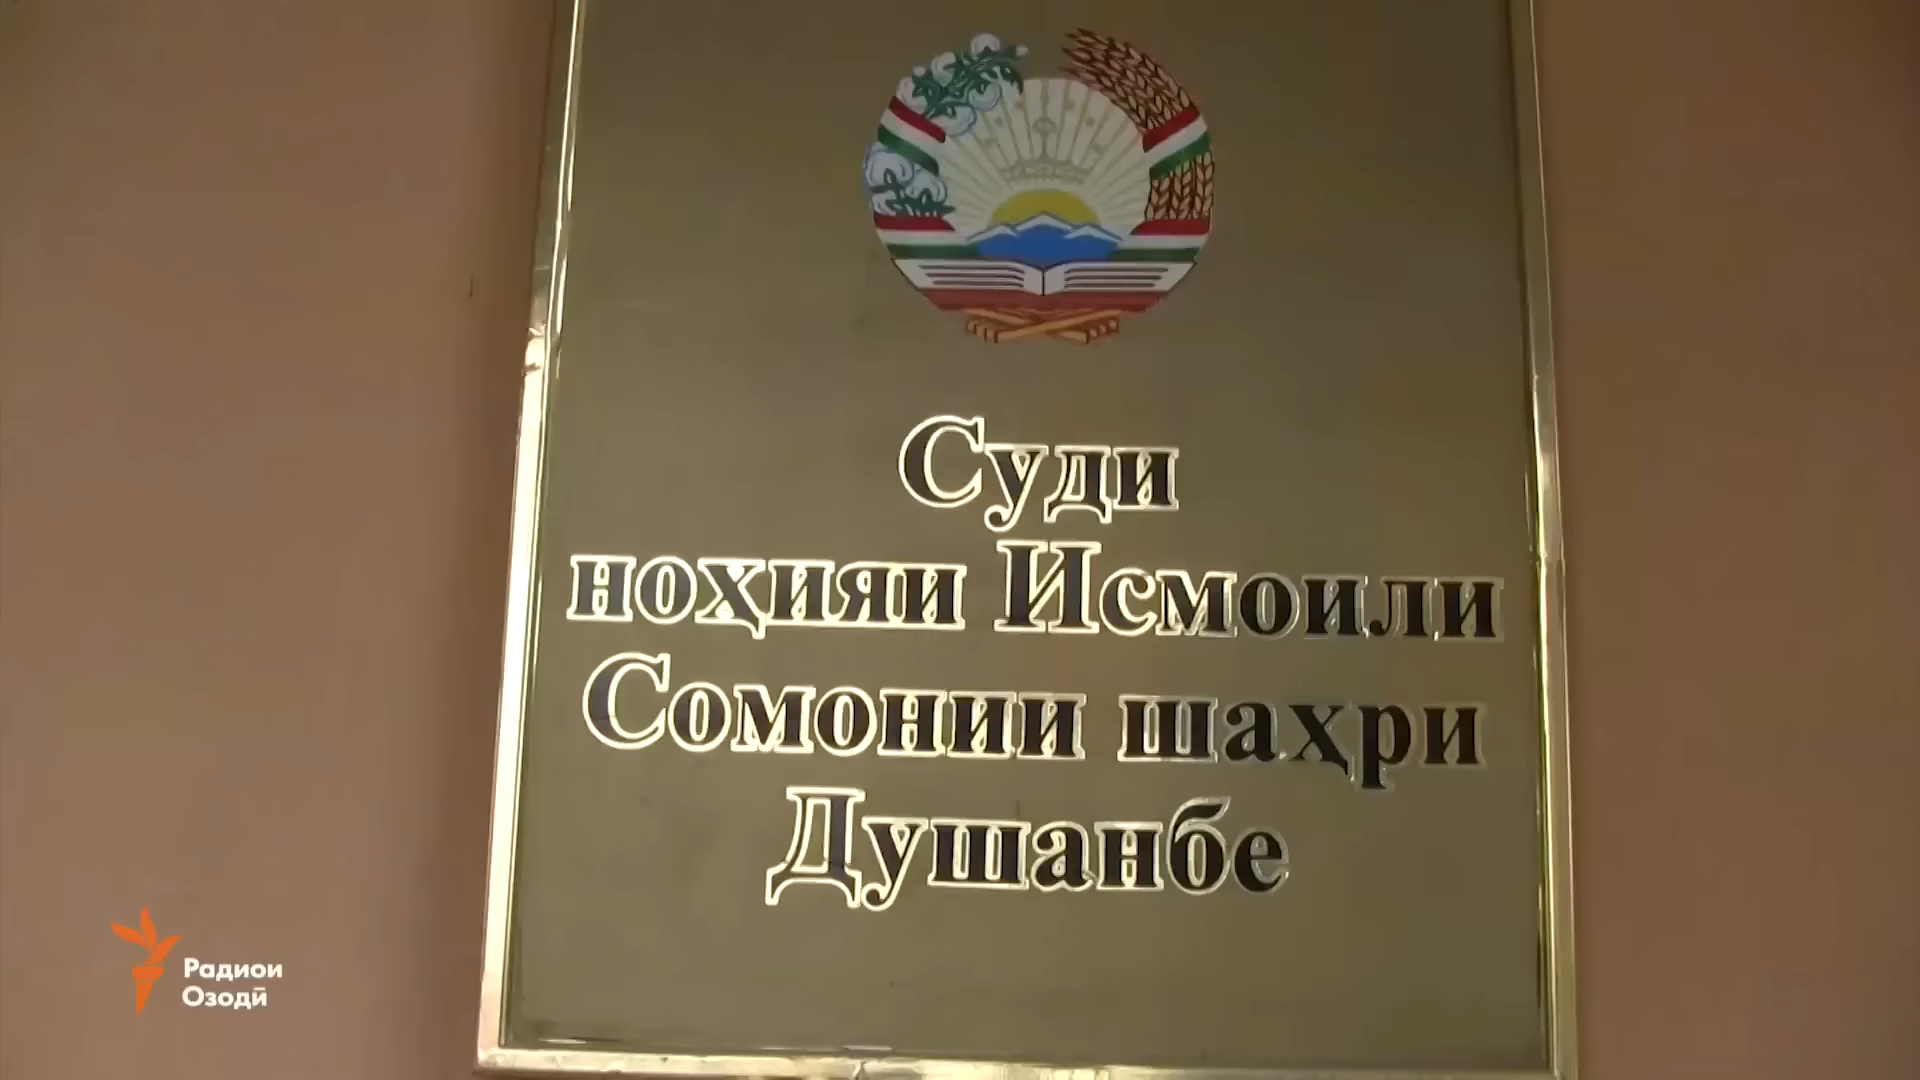 Суди
ноҳияи Исмоили
Сомонии шаҳри
Душанбе
Радиои
Озодӣ